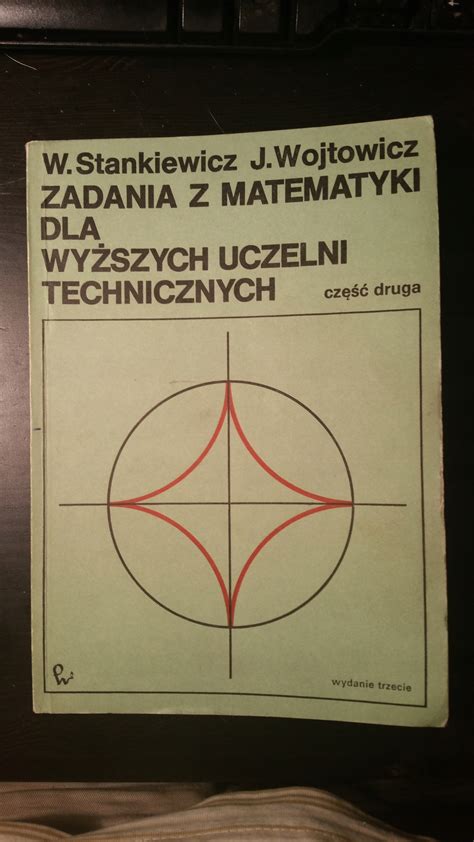 W. Stankiewicz J. Wojtowicz
ZADANIA Z MATEMATYKI
DLA
WYŻSZYCH UCZELNI
TECHNICZNYCH
część druga
wydanie trzecie